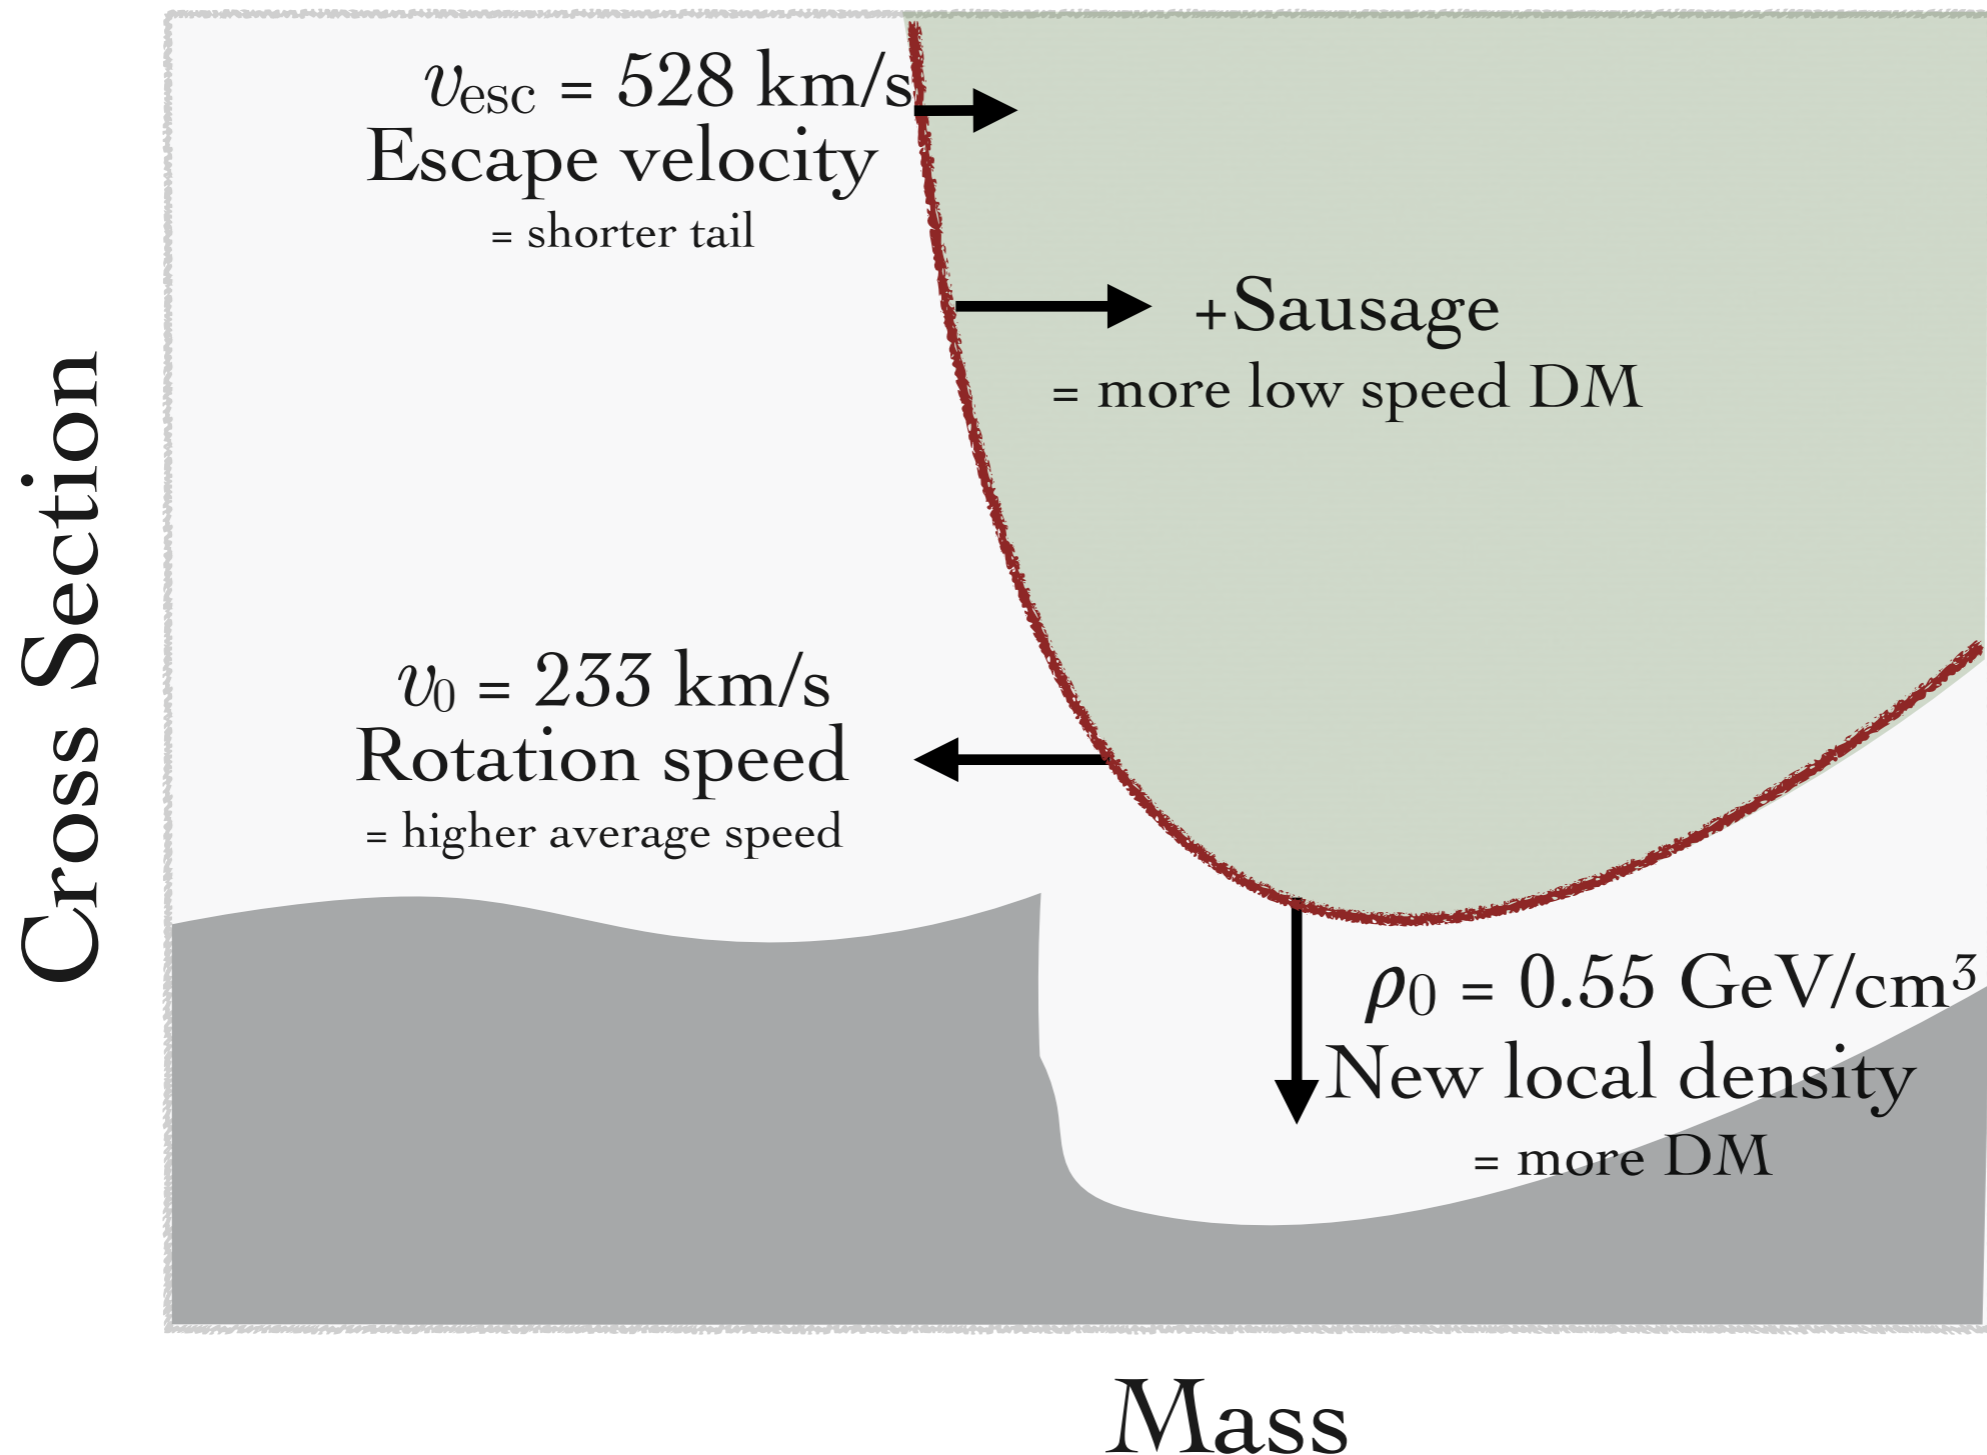 v_esc = 528 km/s
Escape velocity
= shorter tail
+Sausage
= more low speed DM
Cross Section
v₀ = 233 km/s
Rotation speed
= higher average speed
ρ₀ = 0.55 GeV/cm³
New local density
= more DM
Mass